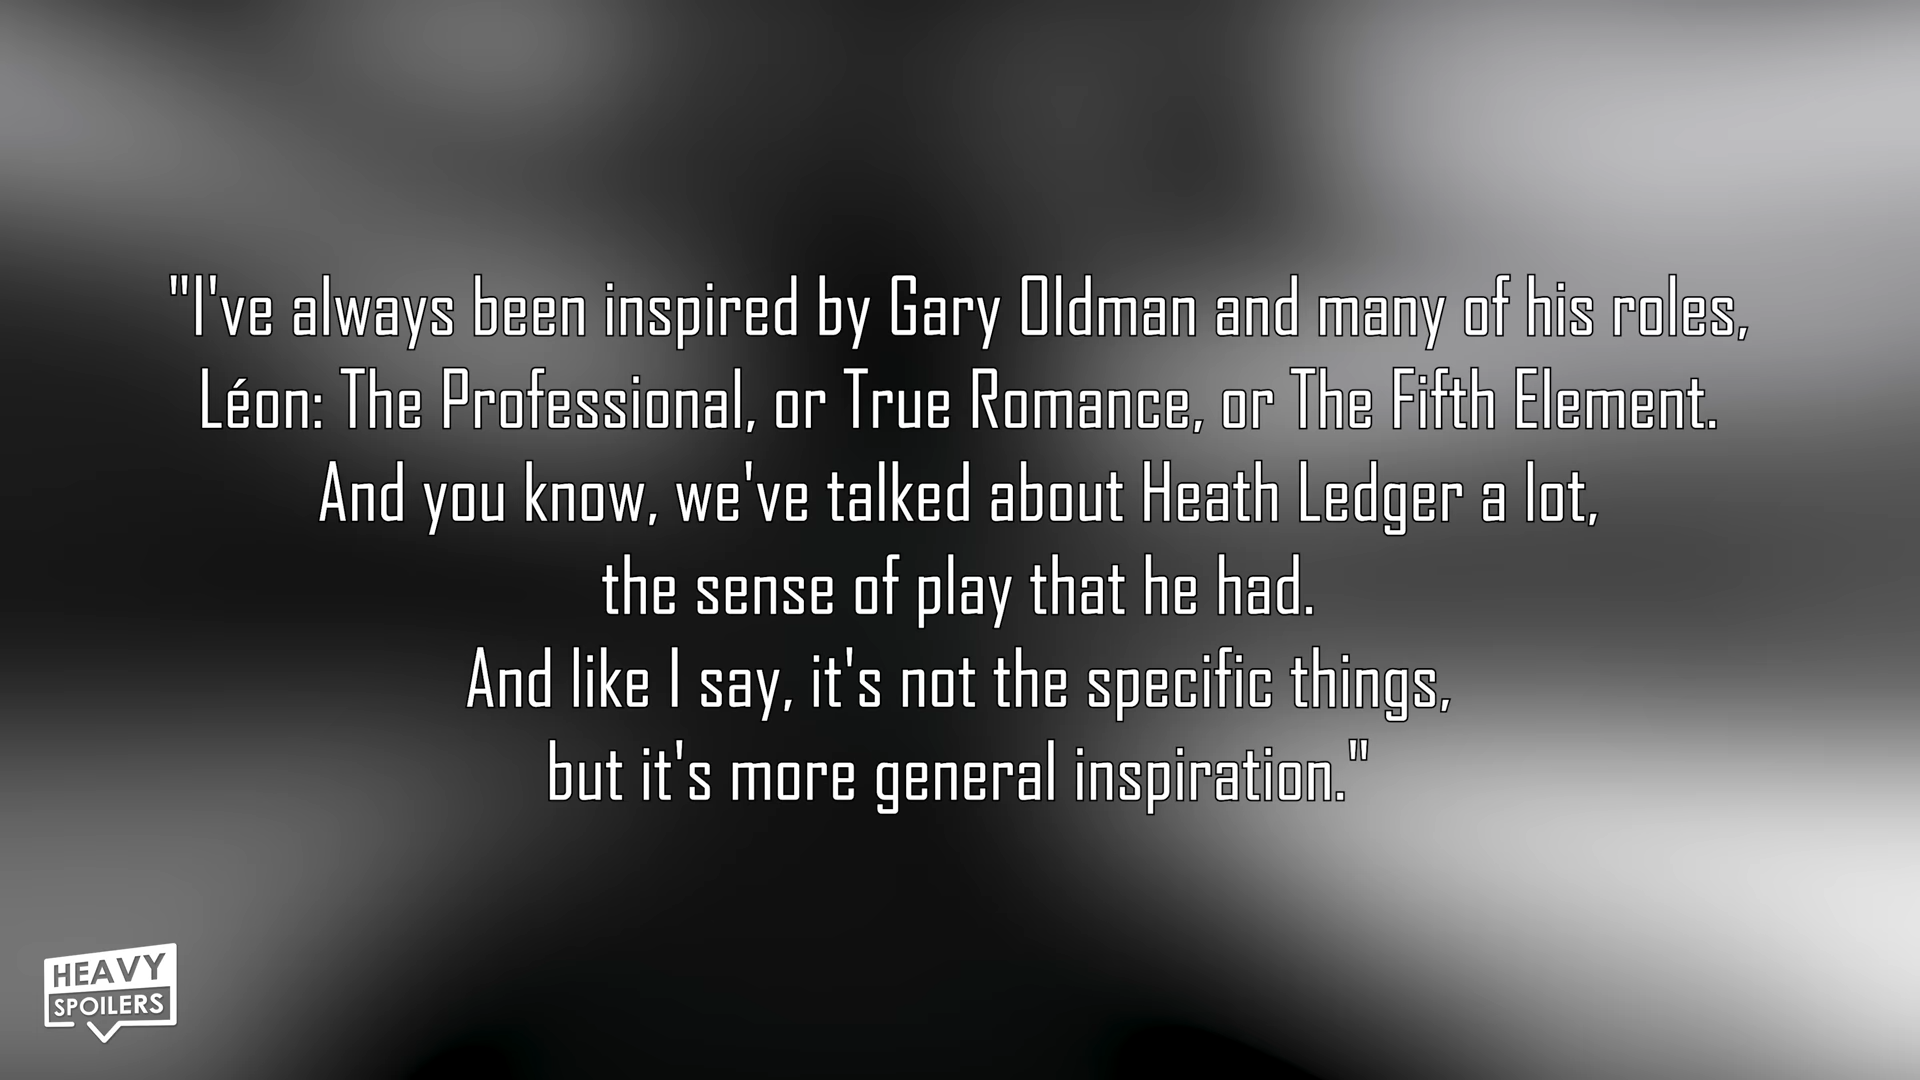 "I've always been inspired by Gary Oldman and many of his roles,
Léon: The Professional, or True Romance, or The Fifth Element.
And you know, we've talked about Heath Ledger a lot,
the sense of play that he had.
And like I say, it's not the specific things,
but it's more general inspiration."
HEAVY
SPOILERS